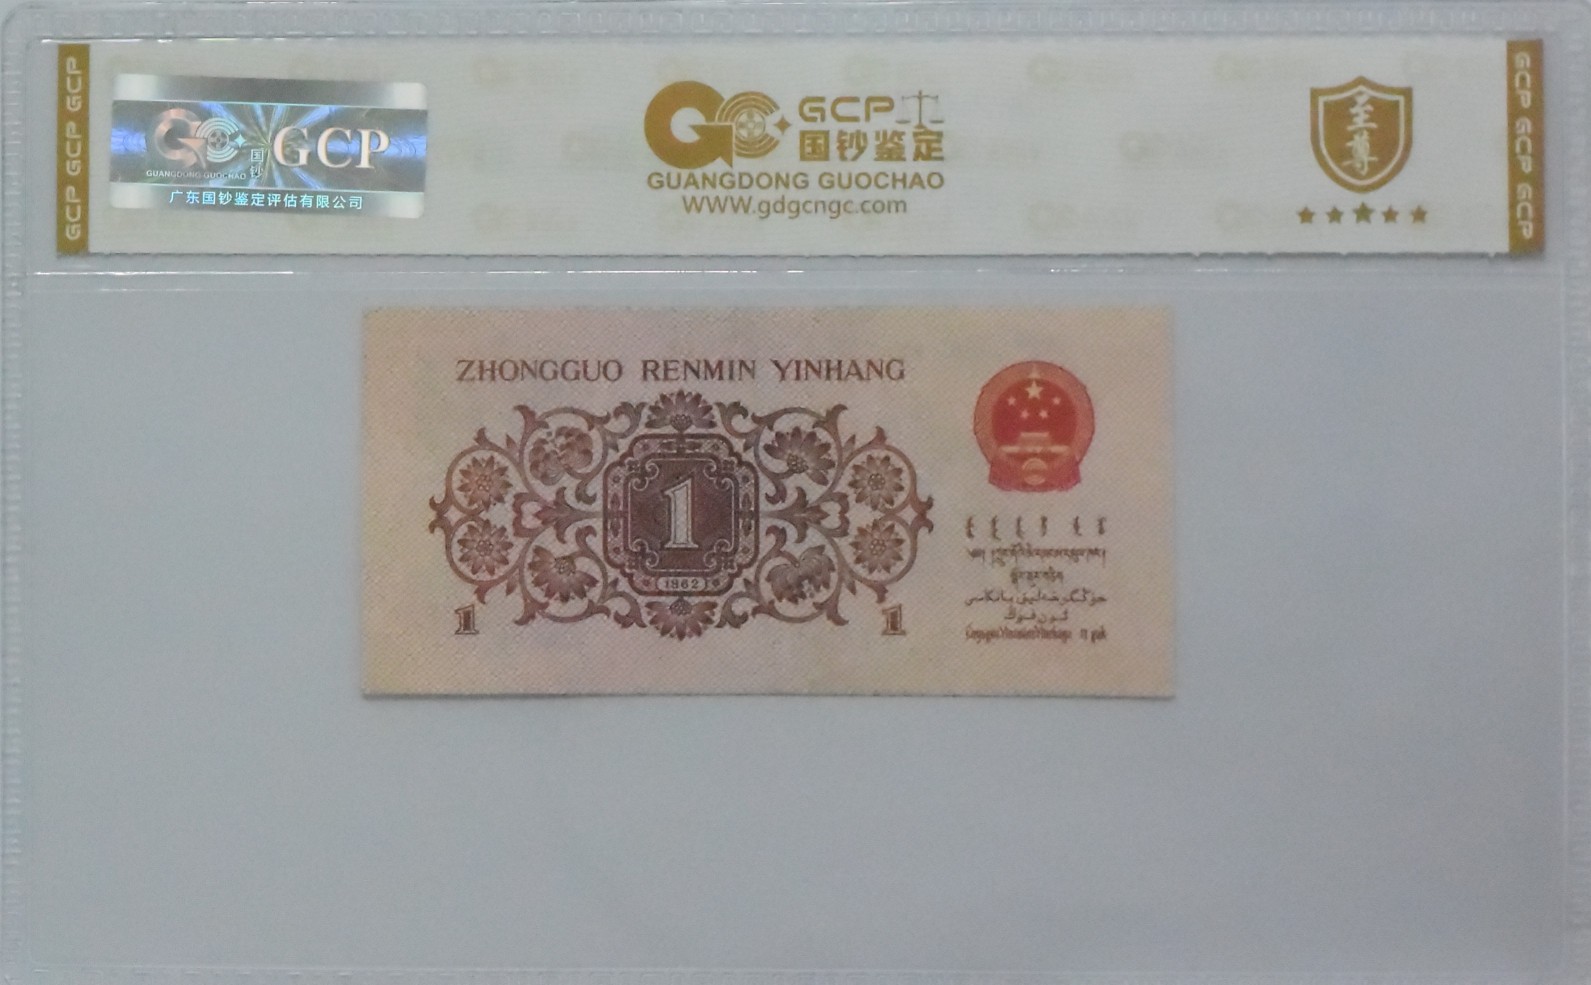 GCP GCP GCP
GCP
国钞
GUANGDONG GUOCHAO
广东国钞鉴定评估有限公司
GCP
国钞鉴定
GUANGDONG GUOCHAO
WWW.gdgcngc.com
至尊
GCP GCP GCP
ZHONGGUO RENMIN YINHANG
1
1962
1 1